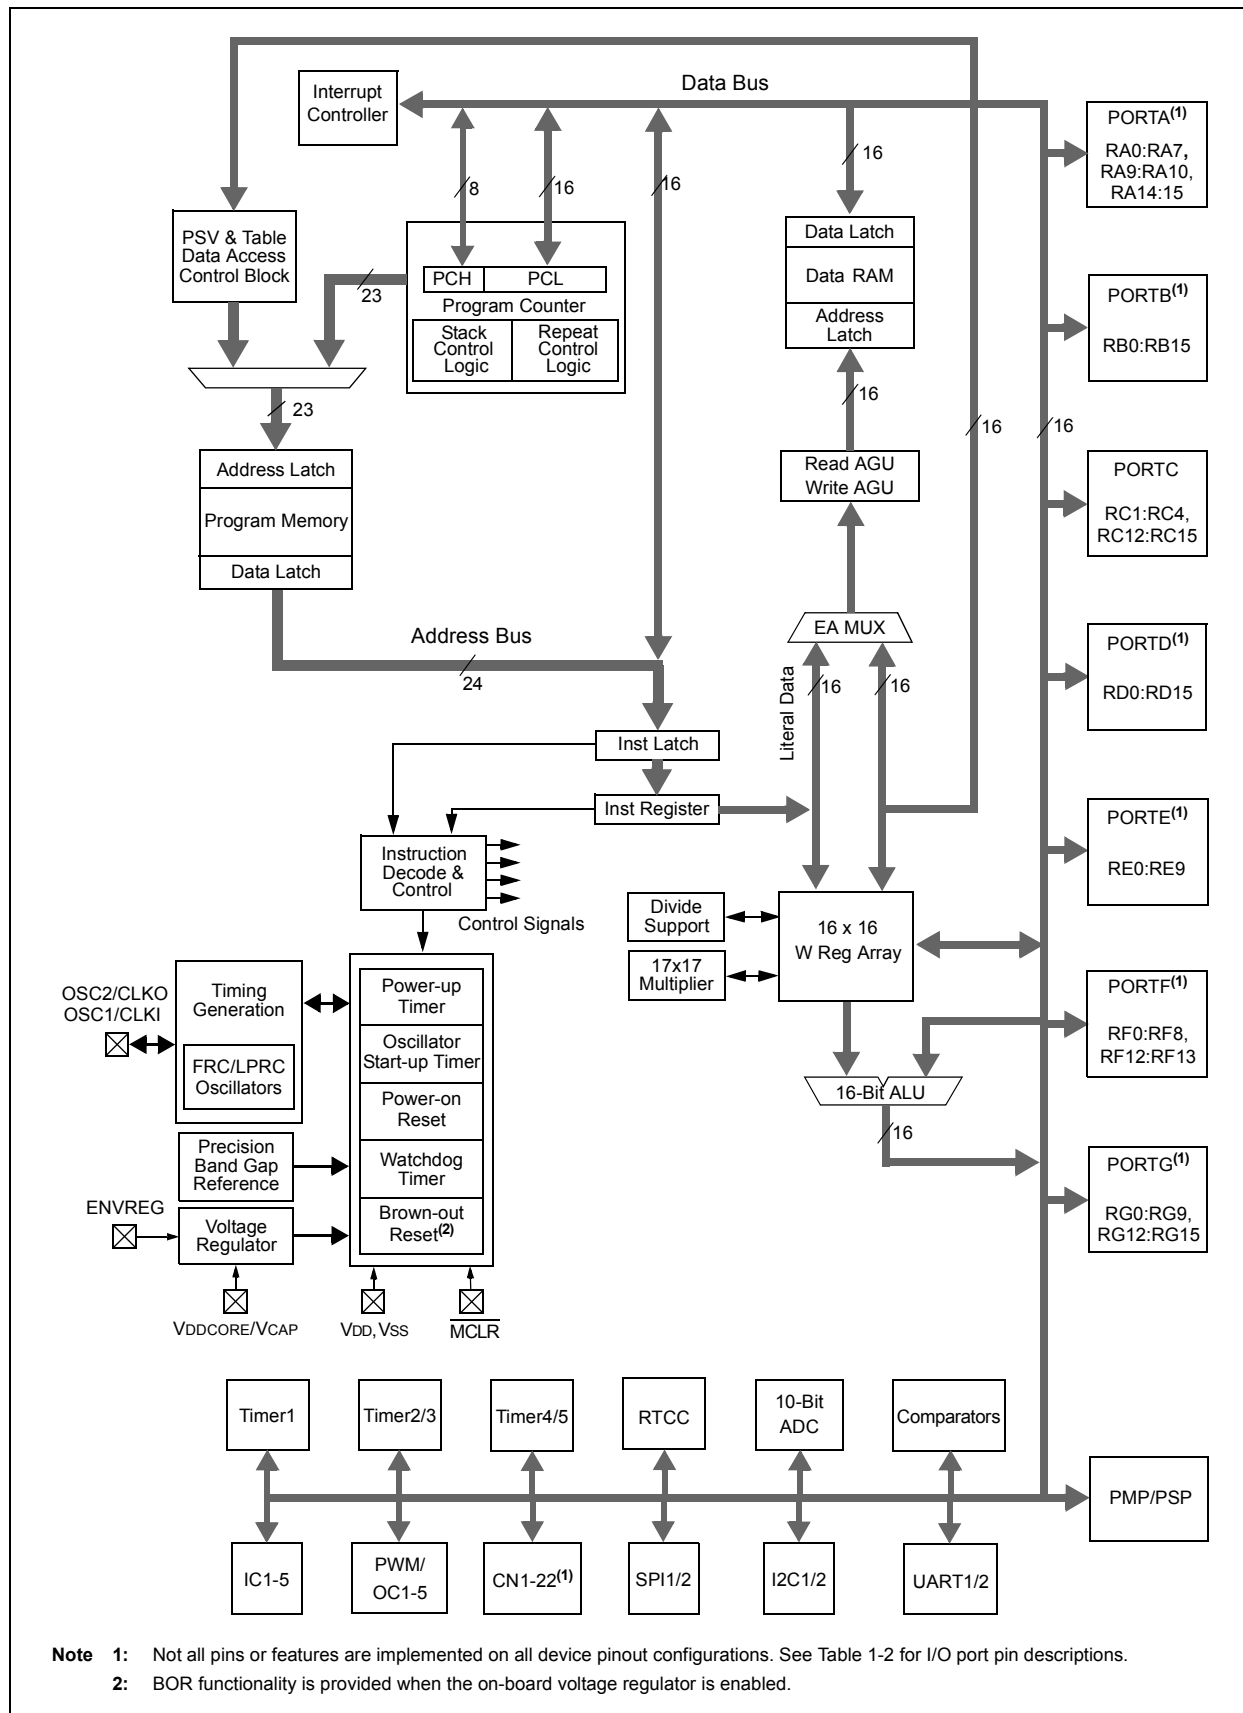 Data Bus
Interrupt
Controller
PORTA(1)
RA0:RA7,
RA9:RA10,
RA14:15
8
16
16
16
PSV & Table
Data Access
Control Block
23
PCH
PCL
Program Counter
Stack
Control
Logic
Repeat
Control
Logic
Data Latch
Data RAM
Address
Latch
PORTB(1)
RB0:RB15
23
16
16
16
Address Latch
Program Memory
Data Latch
Read AGU
Write AGU
PORTC
RC1:RC4,
RC12:RC15
Address Bus
24
EA MUX
Literal Data
16
16
PORTD(1)
RD0:RD15
Inst Latch
Inst Register
PORTE(1)
RE0:RE9
Instruction
Decode &
Control
Control Signals
Divide
Support
17x17
Multiplier
16 x 16
W Reg Array
OSC2/CLKO
OSC1/CLKI
Timing
Generation
FRC/LPRC
Oscillators
Power-up
Timer
Oscillator
Start-up Timer
Power-on
Reset
Watchdog
Timer
Brown-out
Reset(2)
PORTF(1)
RF0:RF8,
RF12:RF13
16-Bit ALU
16
Precision
Band Gap
Reference
ENVREG
Voltage
Regulator
PORTG(1)
RG0:RG9,
RG12:RG15
VDDCORE/VCAP
VDD, VSS
MCLR
Timer1
Timer2/3
Timer4/5
RTCC
10-Bit
ADC
Comparators
PMP/PSP
IC1-5
PWM/
OC1-5
CN1-22(1)
SPI1/2
I2C1/2
UART1/2
Note 1: Not all pins or features are implemented on all device pinout configurations. See Table 1-2 for I/O port pin descriptions.
2: BOR functionality is provided when the on-board voltage regulator is enabled.